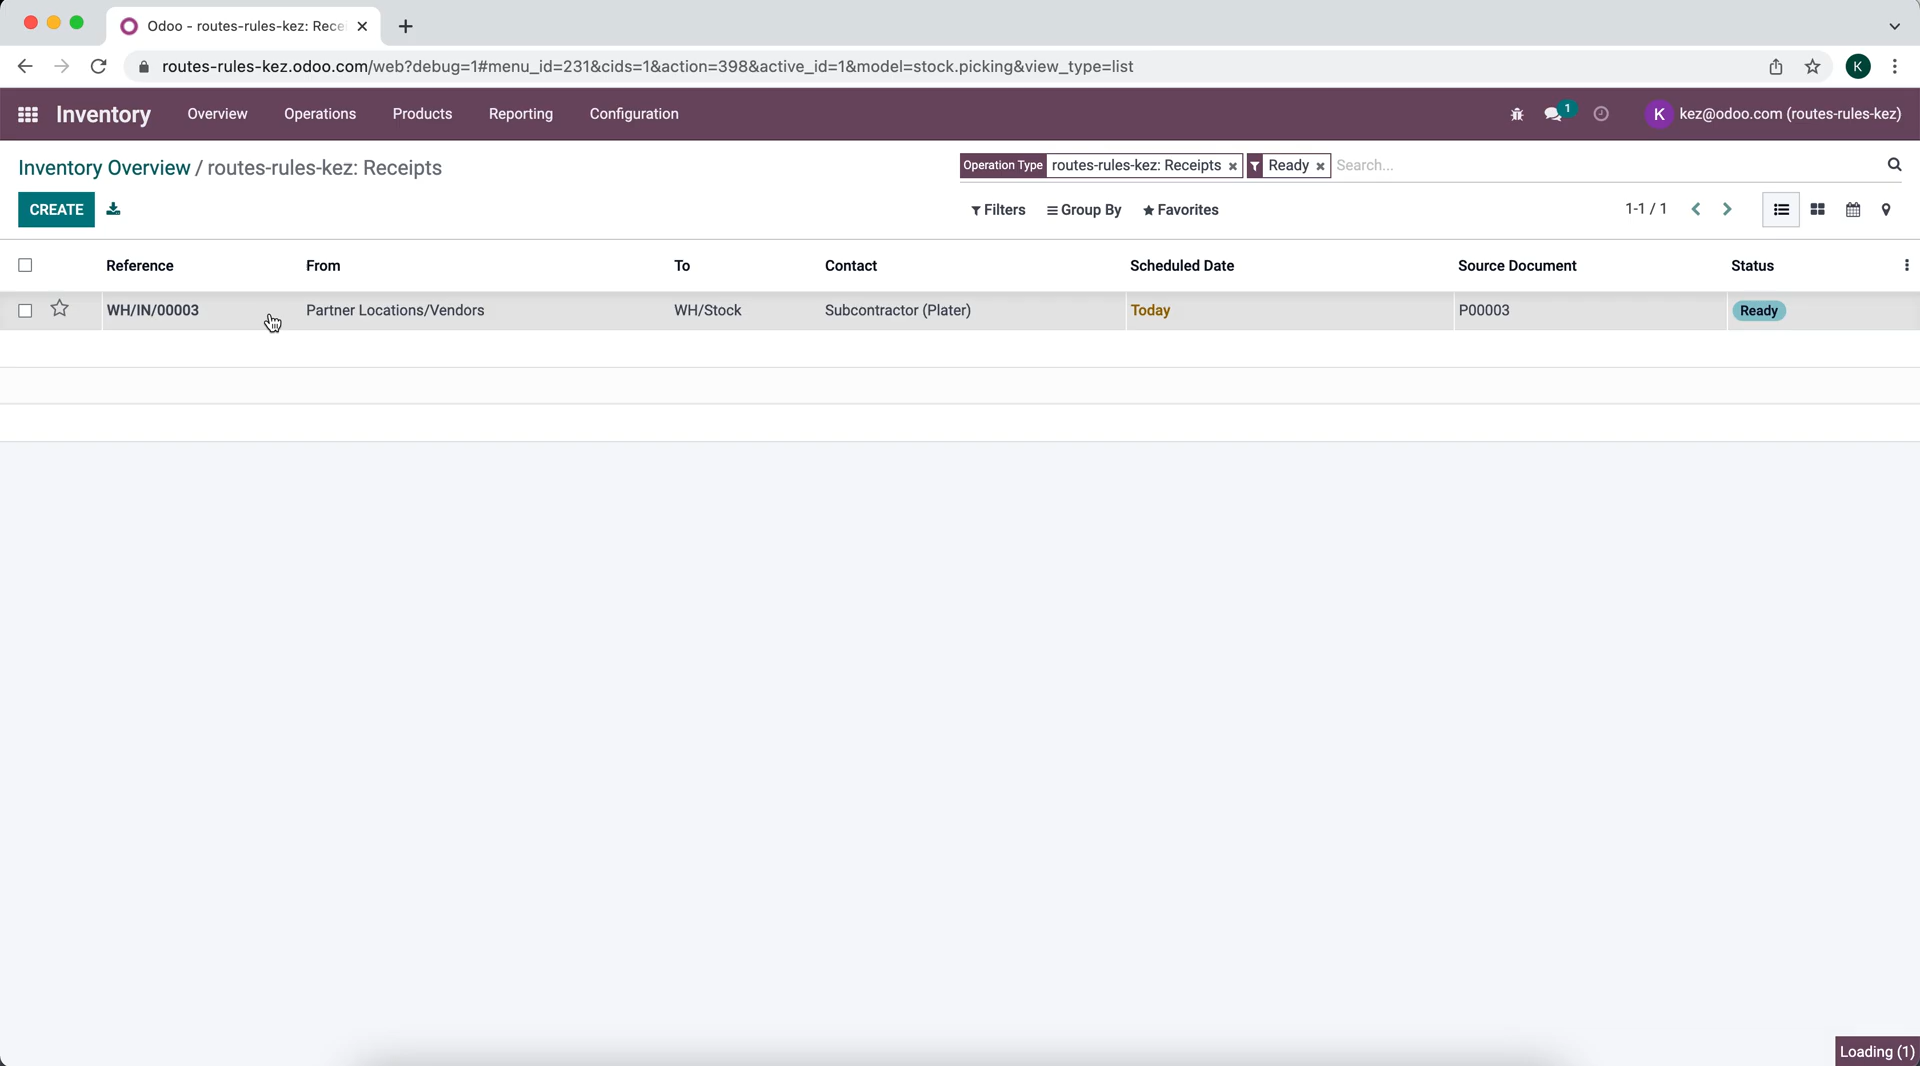 Odoo - routes-rules-kez: Rece
routes-rules-kez.odoo.com/web?debug=1#menu_id=231&cids=1&action=398&active_id=1&model=stock.picking&view_type=list
K
Inventory Overview Operations Products Reporting Configuration 1 K kez@odoo.com (routes-rules-kez)
Inventory Overview / routes-rules-kez: Receipts
Operation Type routes-rules-kez: Receipts × Ready × Search...
CREATE
Filters Group By Favorites 1-1 / 1
Reference From To Contact Scheduled Date Source Document Status
WH/IN/00003 Partner Locations/Vendors WH/Stock Subcontractor (Plater) Today P00003 Ready
Loading (1)